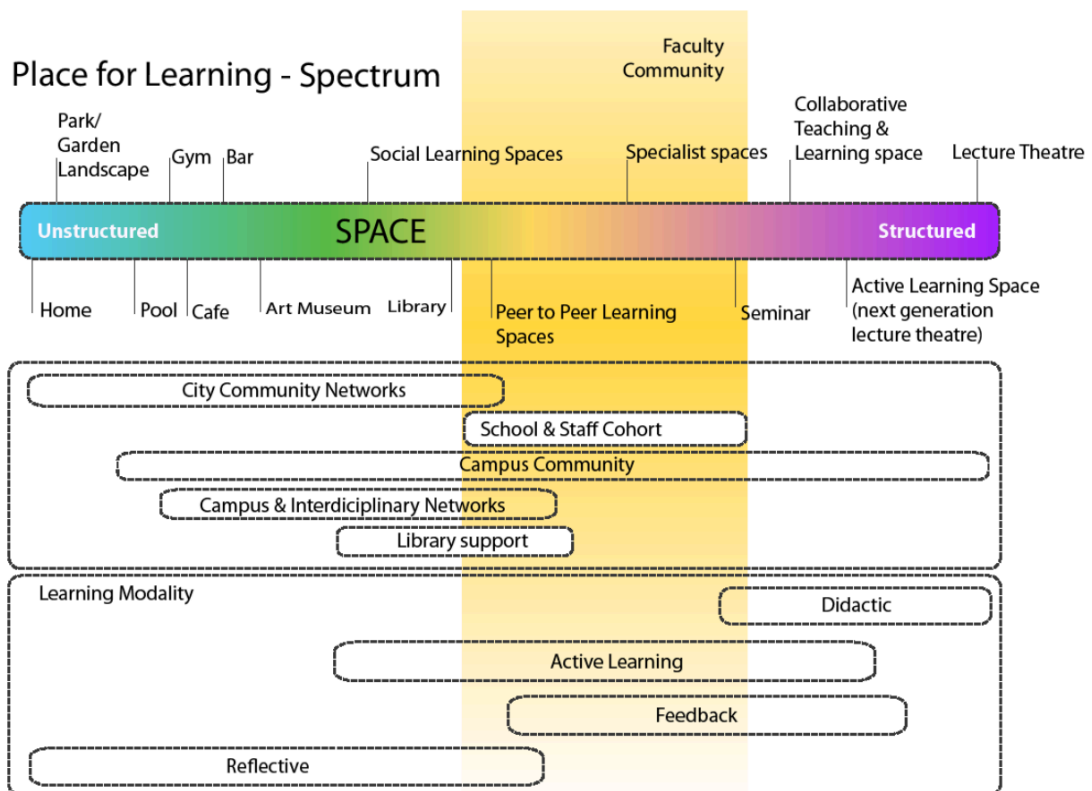 Faculty
Community
Place for Learning - Spectrum
Park/
Garden
Landscape
Gym
Bar
Social Learning Spaces
Specialist spaces
Collaborative
Teaching &
Learning space
Lecture Theatre
Unstructured
SPACE
Structured
Home
Pool
Cafe
Art Museum
Library
Peer to Peer Learning
Spaces
Seminar
Active Learning Space
(next generation
lecture theatre)
City Community Networks
School & Staff Cohort
Campus Community
Campus & Interdiciplinary Networks
Library support
Learning Modality
Didactic
Active Learning
Feedback
Reflective